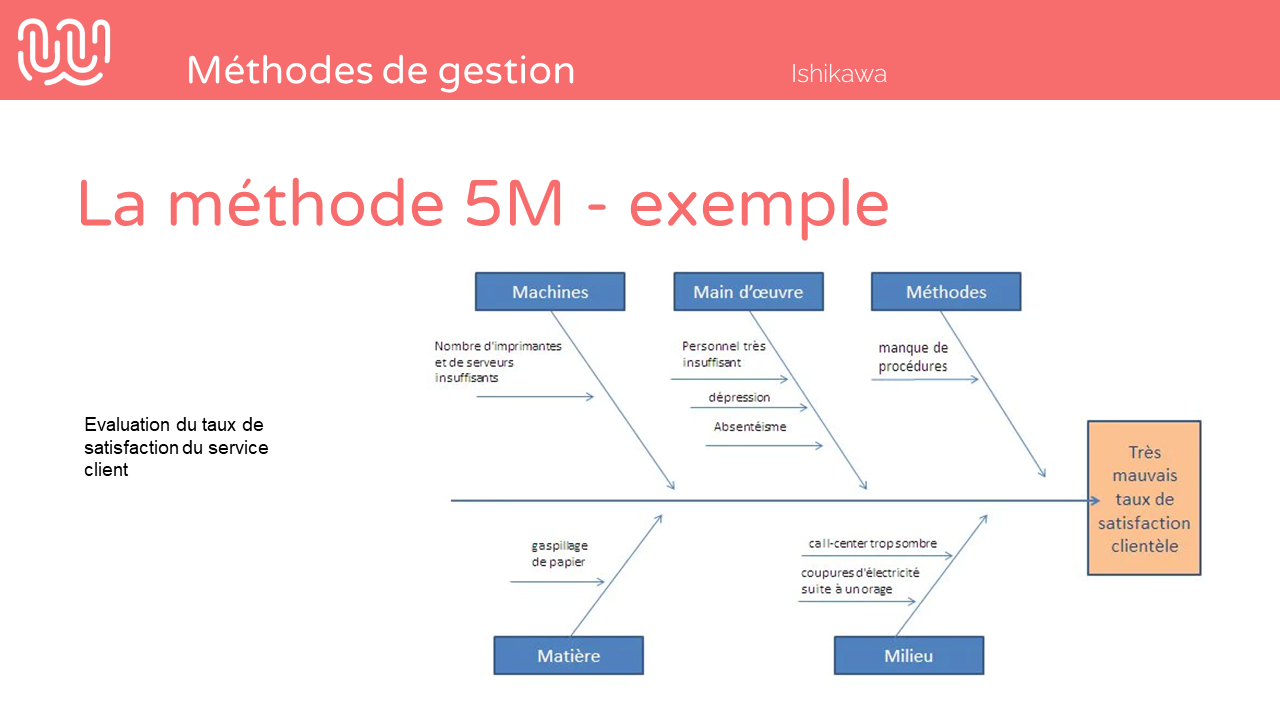 Méthodes de gestion
Ishikawa
La méthode 5M - exemple
Evaluation du taux de
satisfaction du service
client
Machines
Main d'œuvre
Méthodes
Nombre d'imprimantes
et de serveurs
insuffisants
Personnel très
insuffisant
dépression
Absentéisme
manque de
procédures
Très
mauvais
taux de
satisfaction
clientèle
gaspillage
de papier
call-center trop sombre
coupures d'électricité
suite à un orage
Matière
Milieu